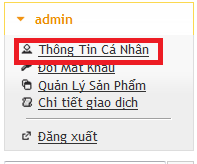 admin
Thông Tin Cá Nhân
Đổi Mật Khẩu
Quản Lý Sản Phẩm
Chi tiết giao dịch
Đăng xuất